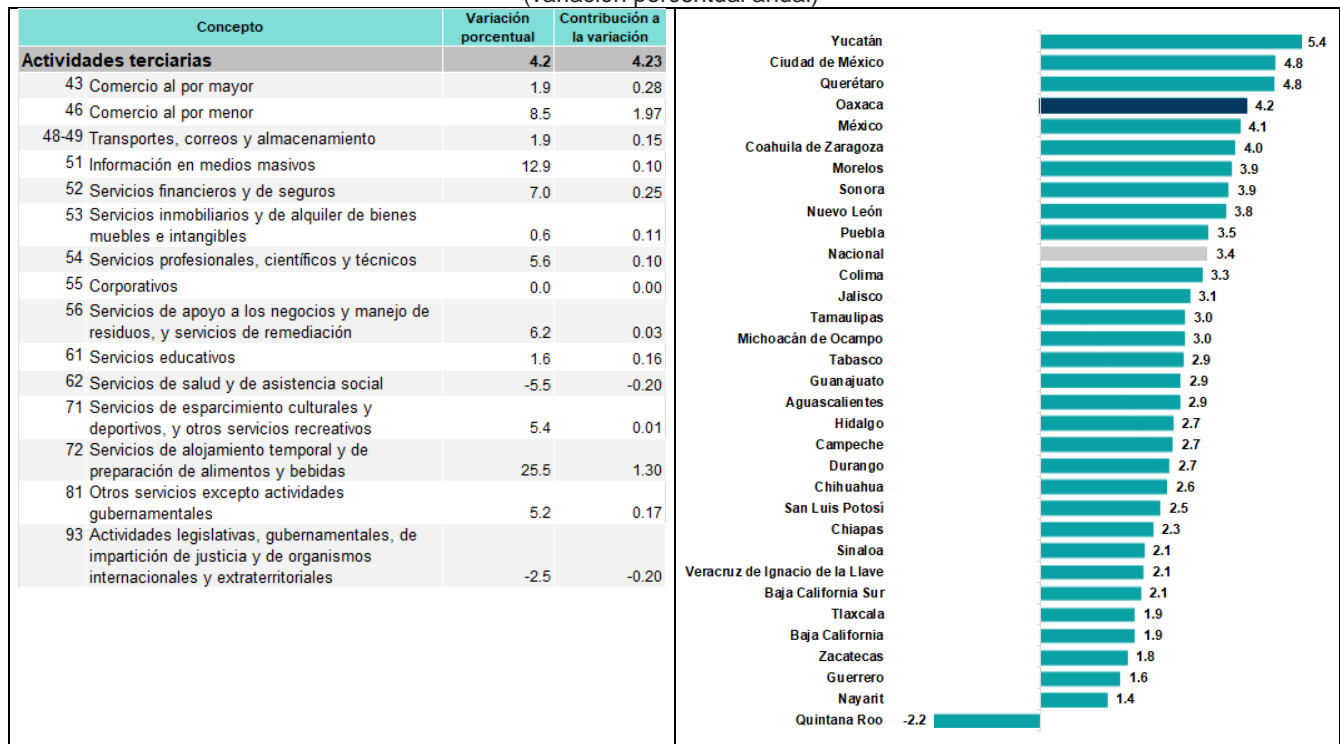 (variación porcentual anual)
Concepto
Variación porcentual
Contribución a la variación
Actividades terciarias 4.2 4.23
43 Comercio al por mayor 1.9 0.28
46 Comercio al por menor 8.5 1.97
48-49 Transportes, correos y almacenamiento 1.9 0.15
51 Información en medios masivos 12.9 0.10
52 Servicios financieros y de seguros 7.0 0.25
53 Servicios inmobiliarios y de alquiler de bienes
muebles e intangibles 0.6 0.11
54 Servicios profesionales, científicos y técnicos 5.6 0.10
55 Corporativos 0.0 0.00
56 Servicios de apoyo a los negocios y manejo de
residuos, y servicios de remediación 6.2 0.03
61 Servicios educativos 1.6 0.16
62 Servicios de salud y de asistencia social -5.5 -0.20
71 Servicios de esparcimiento culturales y
deportivos, y otros servicios recreativos 5.4 0.01
72 Servicios de alojamiento temporal y de
preparación de alimentos y bebidas 25.5 1.30
81 Otros servicios excepto actividades
gubernamentales 5.2 0.17
93 Actividades legislativas, gubernamentales, de
impartición de justicia y de organismos
internacionales y extraterritoriales -2.5 -0.20
Yucatán 5.4
Ciudad de México 4.8
Querétaro 4.8
Oaxaca 4.2
México 4.1
Coahuila de Zaragoza 4.0
Morelos 3.9
Sonora 3.9
Nuevo León 3.8
Puebla 3.5
Nacional 3.4
Colima 3.3
Jalisco 3.1
Tamaulipas 3.0
Michoacán de Ocampo 3.0
Tabasco 2.9
Guanajuato 2.9
Aguascalientes 2.9
Hidalgo 2.7
Campeche 2.7
Durango 2.7
Chihuahua 2.6
San Luis Potosí 2.5
Chiapas 2.3
Sinaloa 2.1
Veracruz de Ignacio de la Llave 2.1
Baja California Sur 2.1
Tlaxcala 1.9
Baja California 1.9
Zacatecas 1.8
Guerrero 1.6
Nayarit 1.4
Quintana Roo -2.2